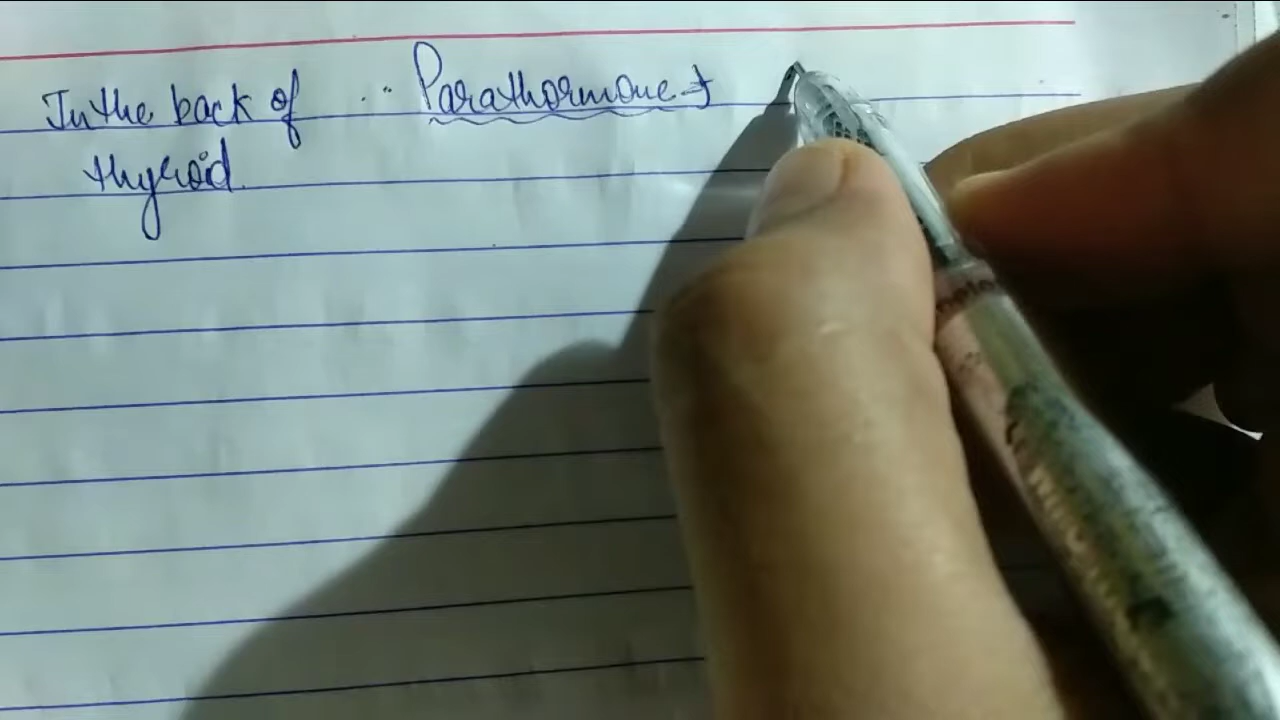 In the back of .. Parathormone →
thyroid